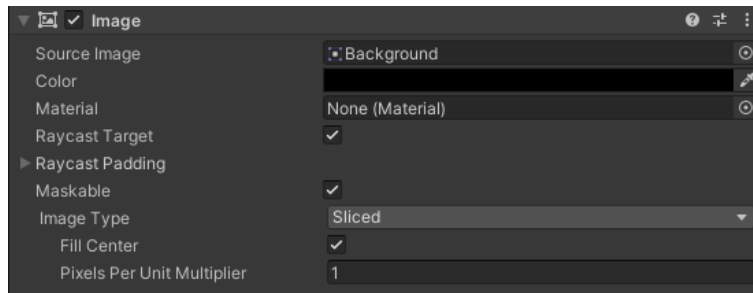 Image
Source Image Background
Color
Material None (Material)
Raycast Target
Raycast Padding
Maskable
Image Type Sliced
Fill Center
Pixels Per Unit Multiplier 1